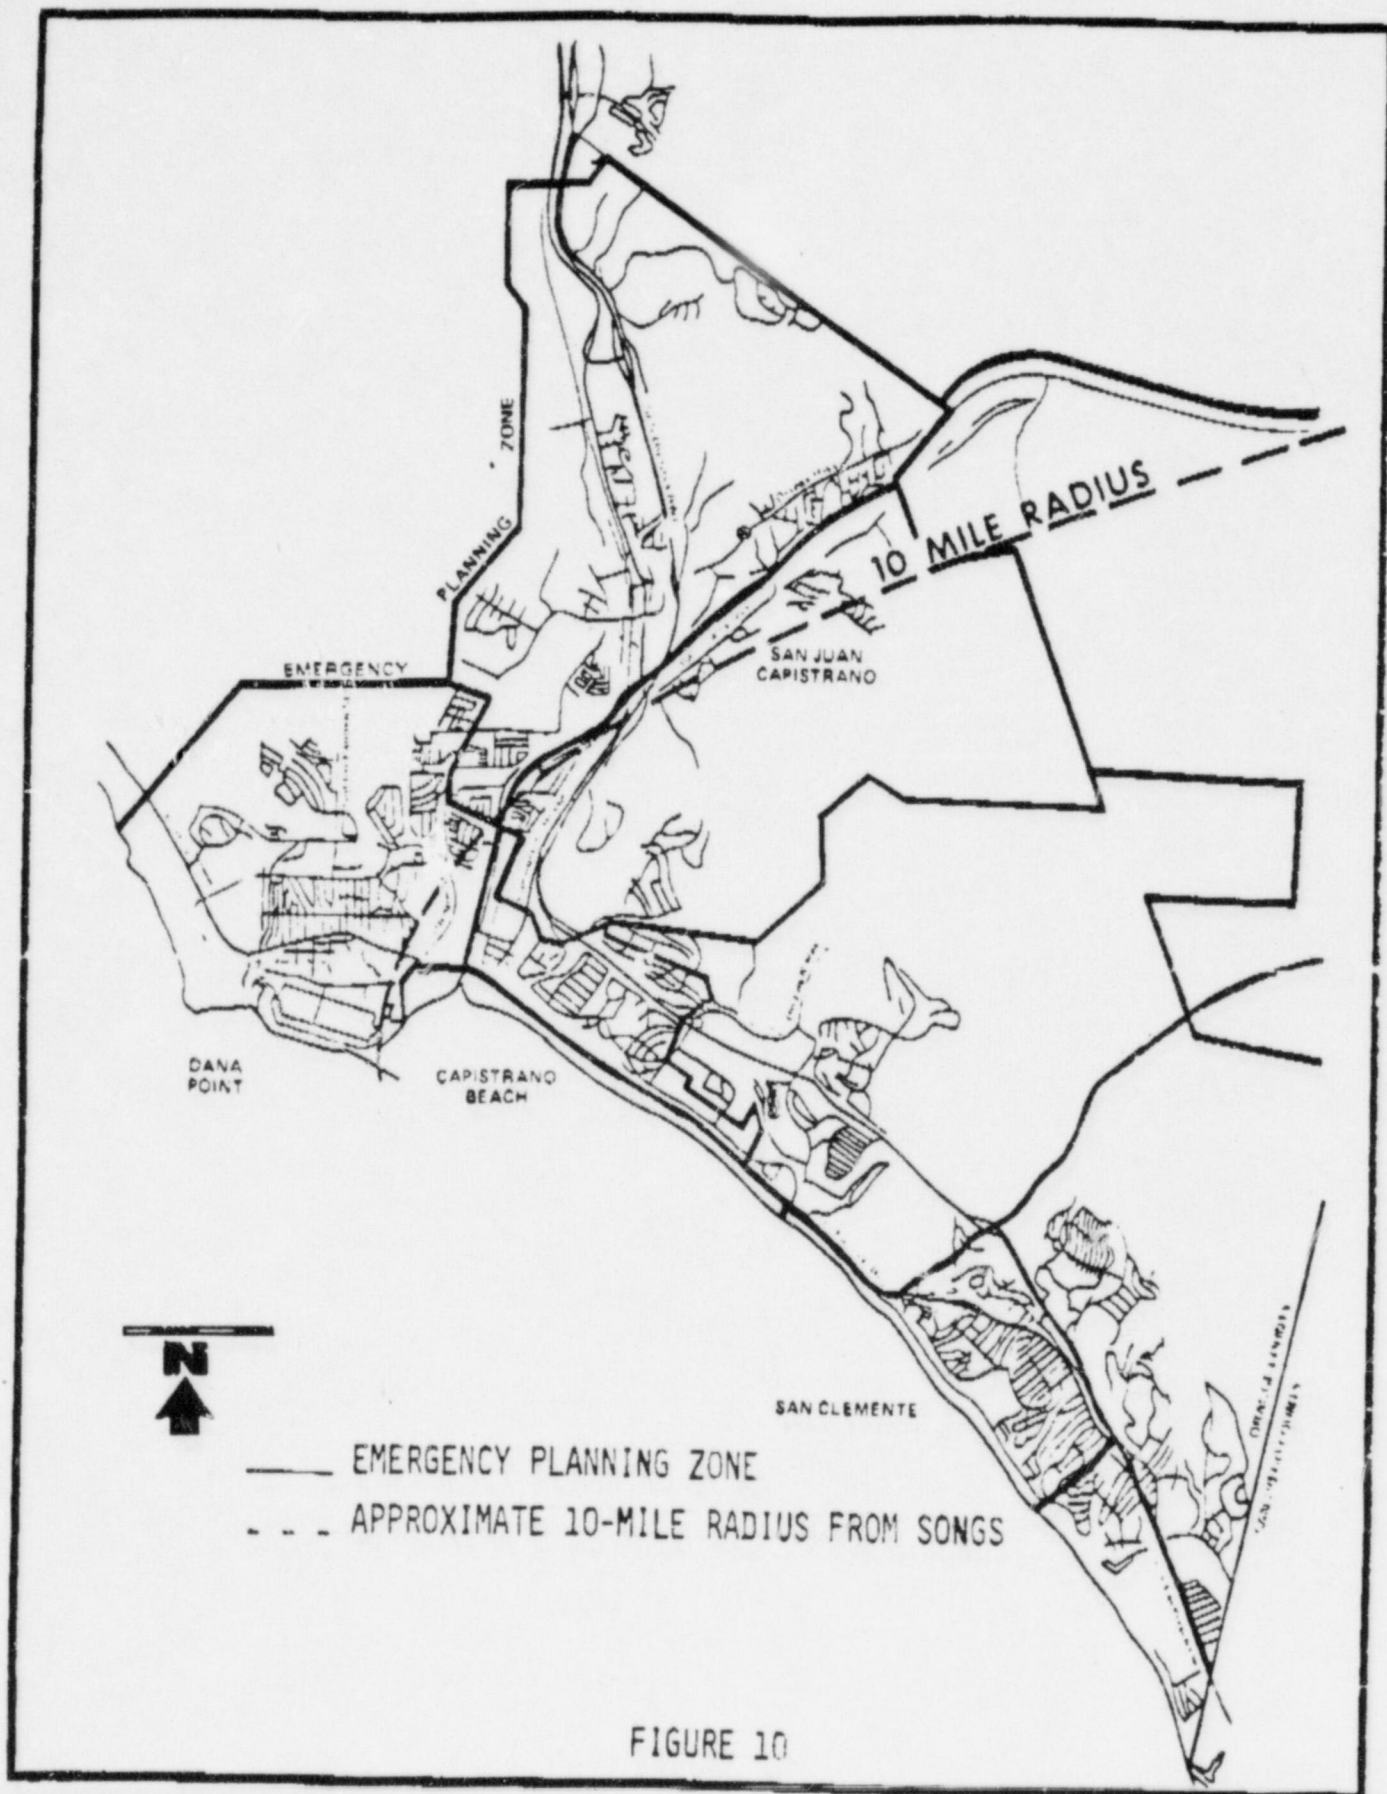 ZONE
PLANNING
EMERGENCY
10 MILE RADIUS
SAN JUAN
CAPISTRANO
DANA
POINT
CAPISTRANO
BEACH
N
SAN CLEMENTE
EMERGENCY PLANNING ZONE
APPROXIMATE 10-MILE RADIUS FROM SONGS
FIGURE 10